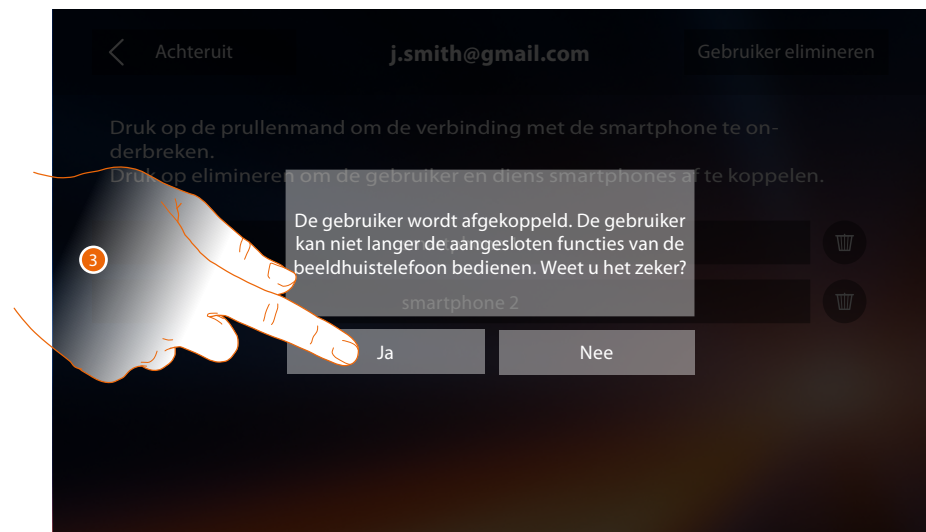 Achteruit j.smith@gmail.com Gebruiker elimineren
Druk op de prullenmand om de verbinding met de smartphone te on-
derbreken.
Druk op elimineren om de gebruiker en diens smartphones af te koppelen.
De gebruiker wordt afgekoppeld. De gebruiker
kan niet langer de aangesloten functies van de
beeldhuistelefoon bedienen. Weet u het zeker?
3
smartphone 2
Ja Nee